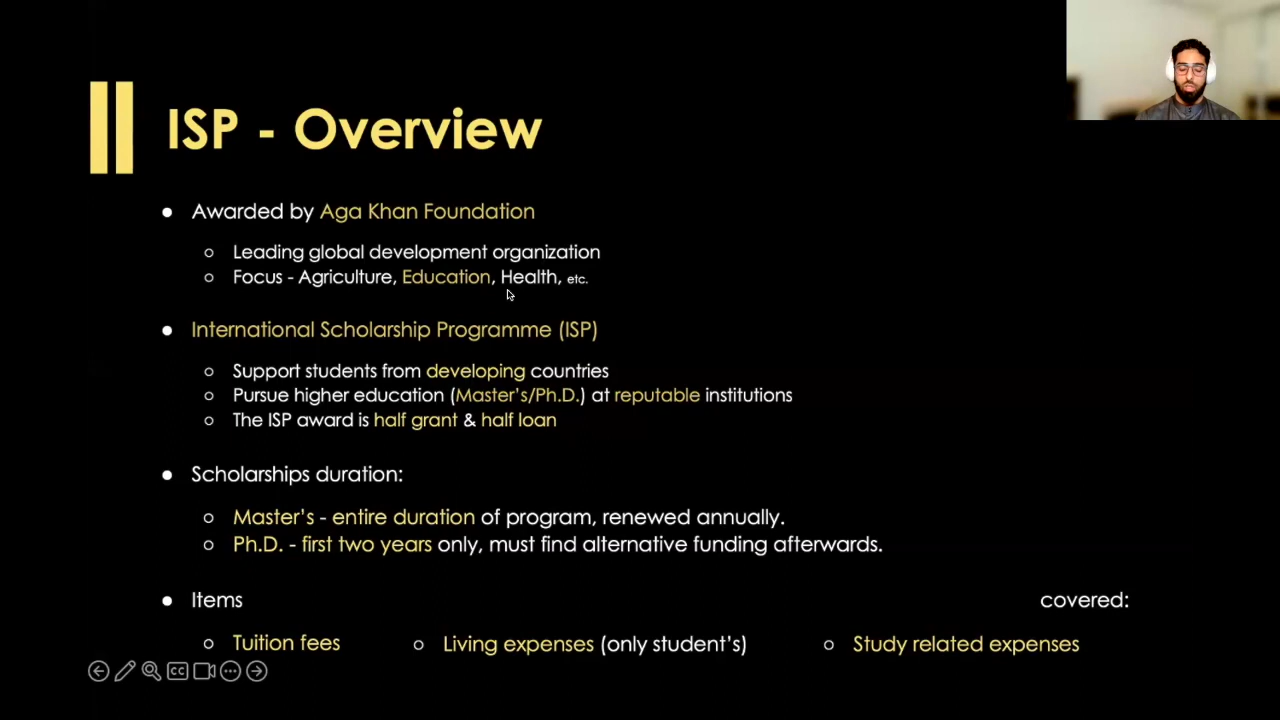 ISP - Overview
● Awarded by Aga Khan Foundation
○ Leading global development organization
○ Focus - Agriculture, Education, Health, etc.
● International Scholarship Programme (ISP)
○ Support students from developing countries
○ Pursue higher education (Master's/Ph.D.) at reputable institutions
○ The ISP award is half grant & half loan
● Scholarships duration:
○ Master's - entire duration of program, renewed annually.
○ Ph.D. - first two years only, must find alternative funding afterwards.
● Items covered:
○ Tuition fees ○ Living expenses (only student's) ○ Study related expenses
CC